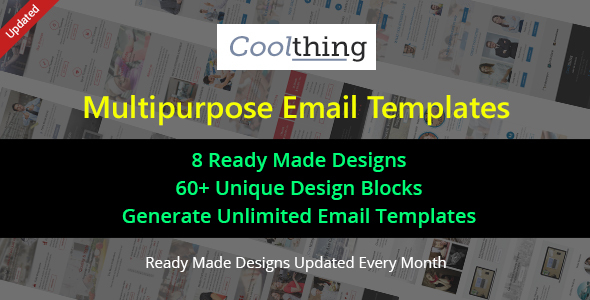 Updated
Coolthing
Multipurpose Email Templates
8 Ready Made Designs
60+ Unique Design Blocks
Generate Unlimited Email Templates
Ready Made Designs Updated Every Month